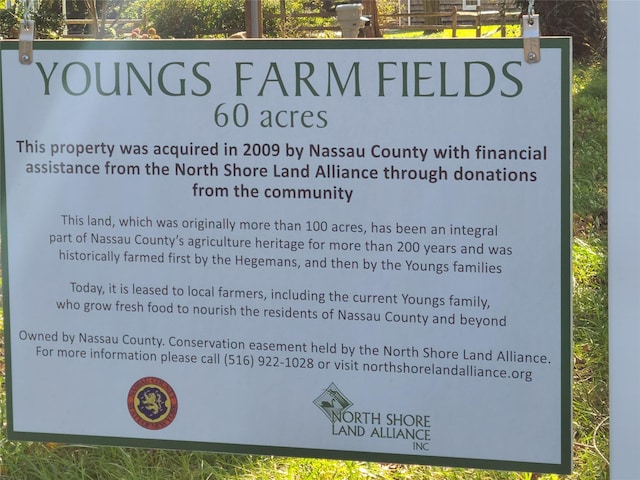 YOUNGS FARM FIELDS
60 acres
This property was acquired in 2009 by Nassau County with financial
assistance from the North Shore Land Alliance through donations
from the community
This land, which was originally more than 100 acres, has been an integral
part of Nassau County's agriculture heritage for more than 200 years and was
historically farmed first by the Hegemans, and then by the Youngs families
Today, it is leased to local farmers, including the current Youngs family,
who grow fresh food to nourish the residents of Nassau County and beyond
Owned by Nassau County. Conservation easement held by the North Shore Land Alliance.
For more information please call (516) 922-1028 or visit northshorelandalliance.org
NORTH SHORE
LAND ALLIANCE
INC